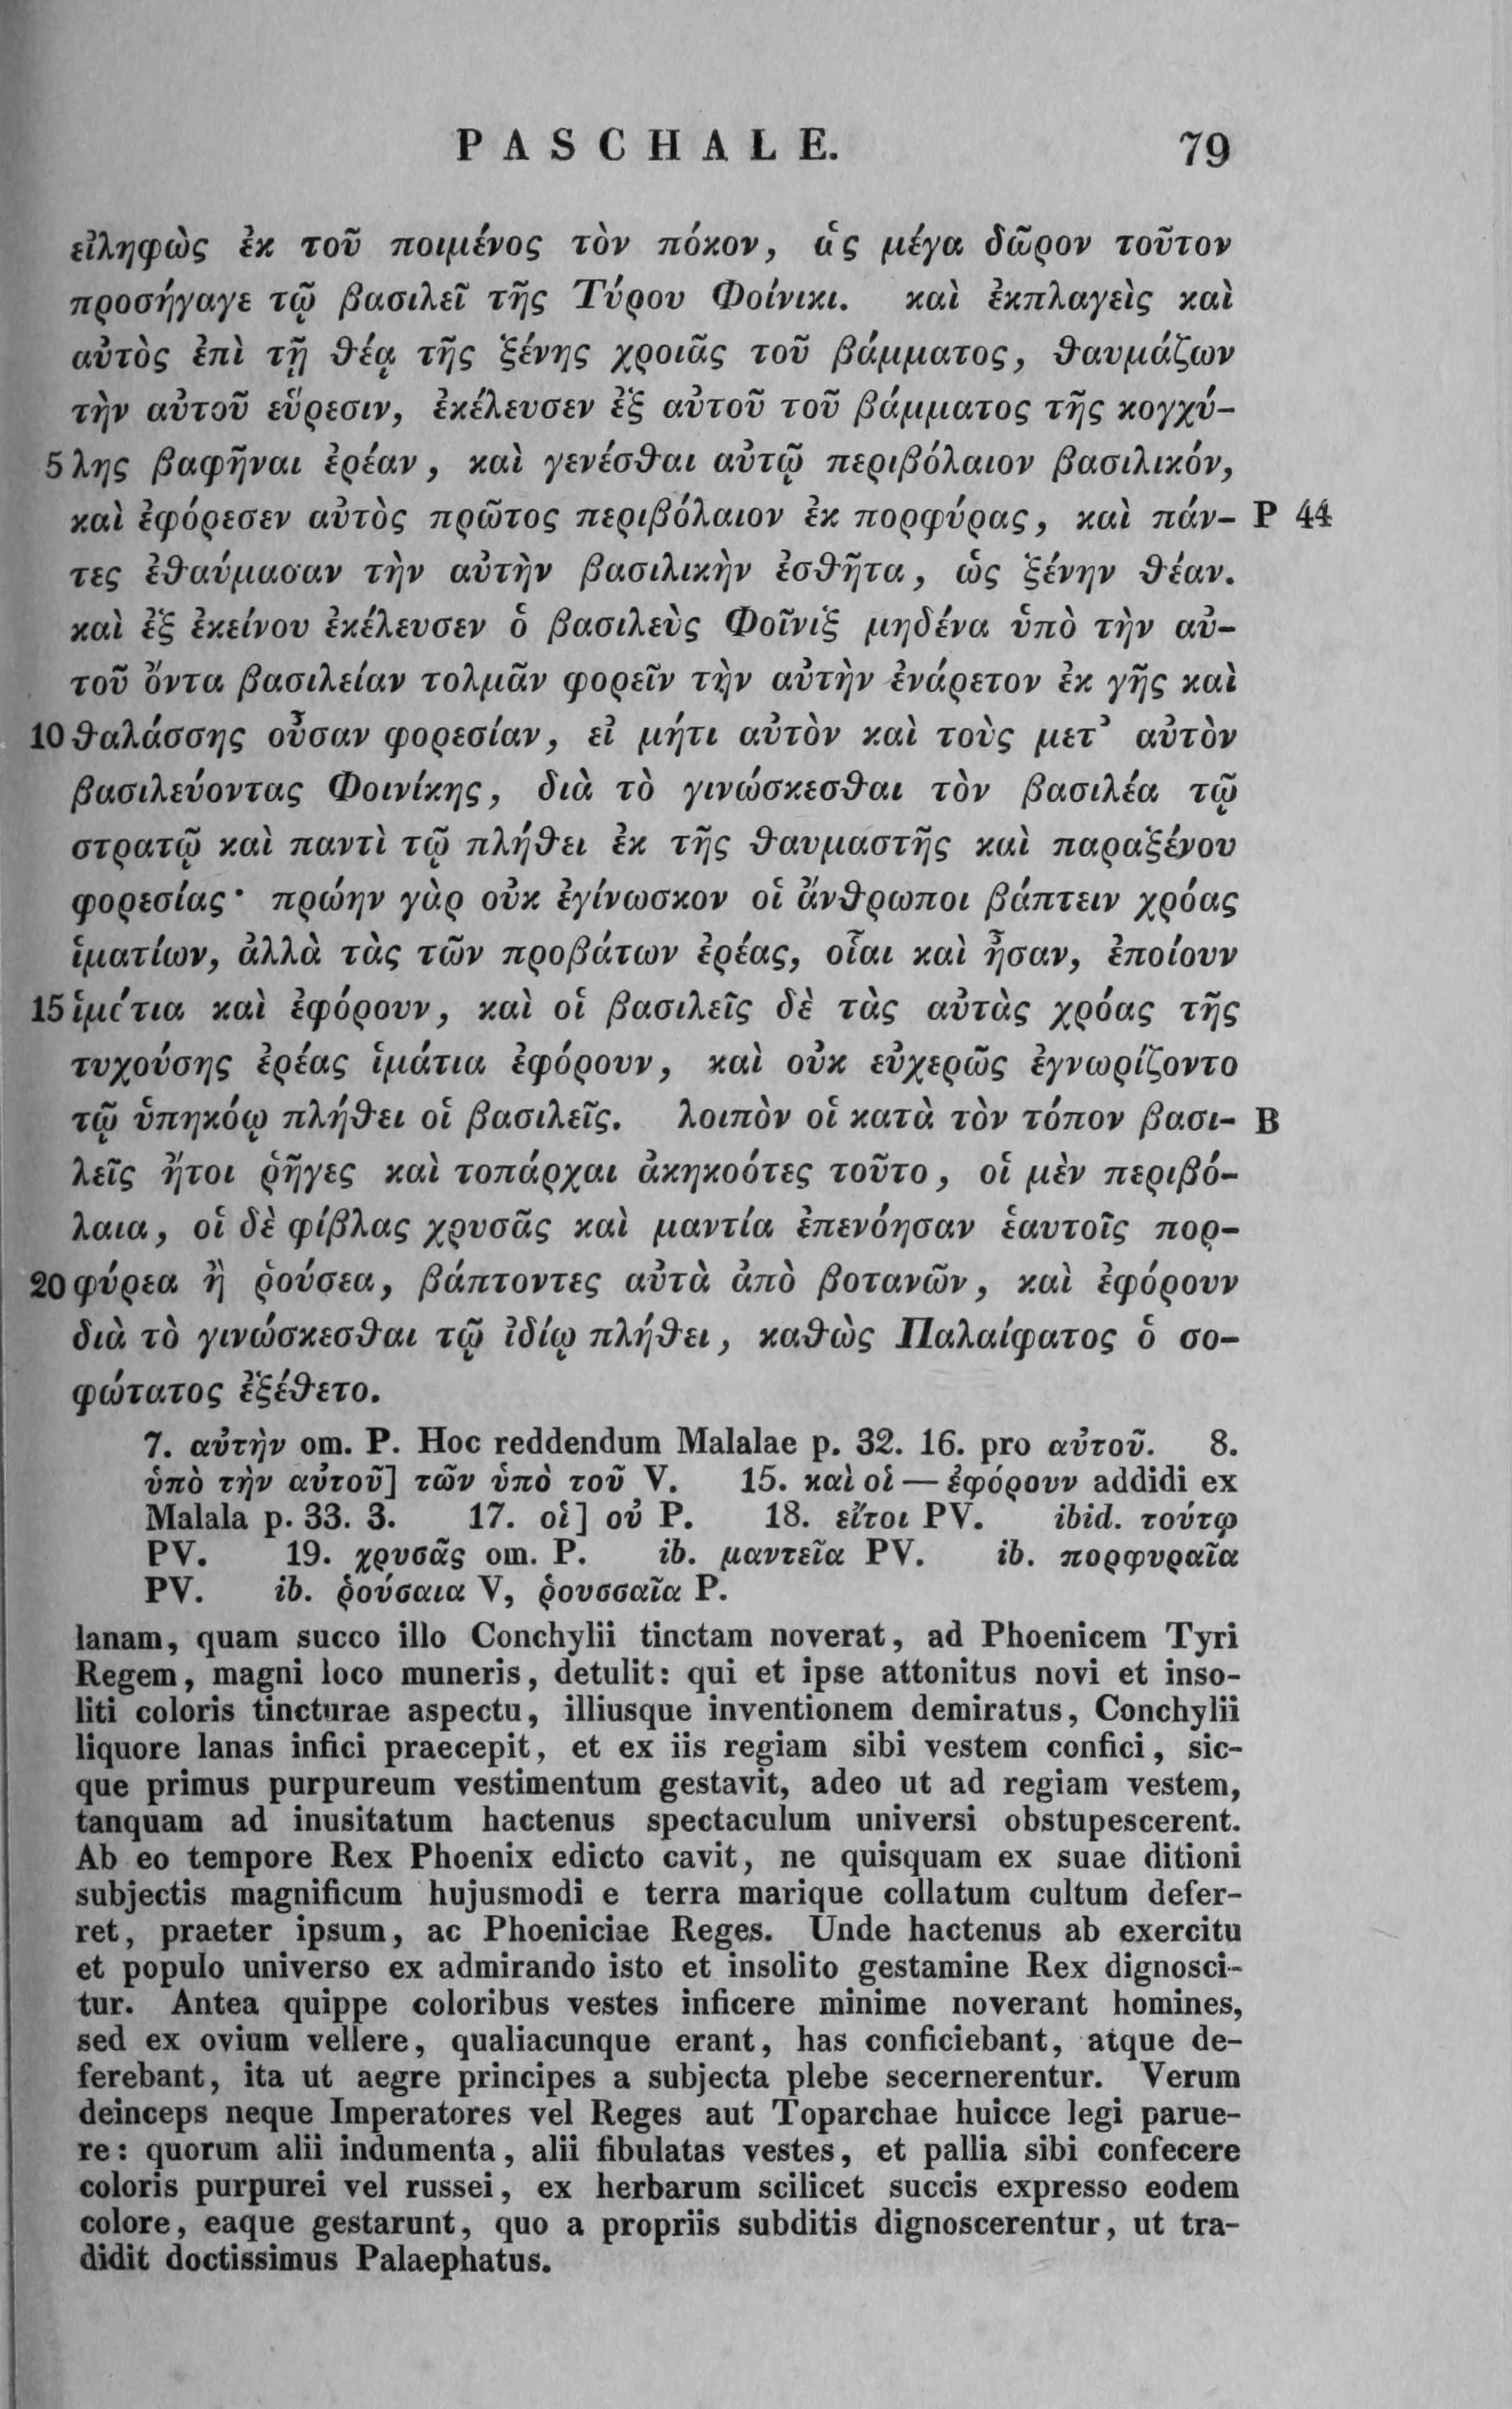 PASCHALE. 79
εἰληφὼς ἐκ τοῦ ποιμένος τὸν πόκον, ὡς μέγα δῶρον τοῦτον
προσήγαγε τῷ βασιλεῖ τῆς Τύρου Φοίνικι. καὶ ἐκπλαγεὶς καὶ
αὐτὸς ἐπὶ τῇ θέᾳ τῆς ξένης χροιᾶς τοῦ βάμματος, θαυμάζων
τὴν αὐτοῦ εὕρεσιν, ἐκέλευσεν ἐξ αὐτοῦ τοῦ βάμματος τῆς κογχύ-
5 λης βαφῆναι ἐρέαν, καὶ γενέσθαι αὐτῷ περιβόλαιον βασιλικόν,
καὶ ἐφόρεσεν αὐτὸς πρῶτος περιβόλαιον ἐκ πορφύρας, καὶ πάν- P 44
τες ἐθαύμασαν τὴν αὐτὴν βασιλικὴν ἐσθῆτα, ὡς ξένην θέαν.
καὶ ἐξ ἐκείνου ἐκέλευσεν ὁ βασιλεὺς Φοῖνιξ μηδένα ὑπὸ τὴν αὐ-
τοῦ ὄντα βασιλείαν τολμᾶν φορεῖν τὴν αὐτὴν ἐνάρετον ἐκ γῆς καὶ
10 θαλάσσης οὖσαν φορεσίαν, εἰ μήτι αὐτὸν καὶ τοὺς μετ᾽ αὐτὸν
βασιλεύοντας Φοινίκης, διὰ τὸ γινώσκεσθαι τὸν βασιλέα τῷ
στρατῷ καὶ παντὶ τῷ πλήθει ἐκ τῆς θαυμαστῆς καὶ παραξένου
φορεσίας· πρώην γὰρ οὐκ ἐγίνωσκον οἱ ἄνθρωποι βάπτειν χρόας
ἱματίων, ἀλλὰ τὰς τῶν προβάτων ἐρέας, οἷαι καὶ ἦσαν, ἐποίουν
15 ἱμάτια καὶ ἐφόρουν, καὶ οἱ βασιλεῖς δὲ τὰς αὐτὰς χρόας τῆς
τυχούσης ἐρέας ἱμάτια ἐφόρουν, καὶ οὐκ εὐχερῶς ἐγνωρίζοντο
τῷ ὑπηκόῳ πλήθει οἱ βασιλεῖς. λοιπὸν οἱ κατὰ τὸν τόπον βασι- B
λεῖς ἤτοι ῥῆγες καὶ τοπάρχαι ἀκηκοότες τοῦτο, οἱ μὲν περιβό-
λαια, οἱ δὲ φίβλας χρυσᾶς καὶ μαντία ἐπενόησαν ἑαυτοῖς πορ-
20 φύρεα ἢ ῥούσεα, βάπτοντες αὐτὰ ἀπὸ βοτανῶν, καὶ ἐφόρουν
διὰ τὸ γινώσκεσθαι τῷ ἰδίῳ πλήθει, καθὼς Παλαίφατος ὁ σο-
φώτατος ἐξέθετο.
7. αὐτὴν om. P. Hoc reddendum Malalae p. 32. 16. pro αὐτοῦ. 8.
ὑπὸ τὴν αὐτοῦ] τῶν ὑπὸ τοῦ V. 15. καὶ οἱ — ἐφόρουν addidi ex
Malala p. 33. 3. 17. οἱ] οὐ P. 18. εἴτοι PV. ibid. τούτῳ
PV. 19. χρυσᾶς om. P. ib. μαντεῖα PV. ib. πορφυραῖα
PV. ib. ῥούσαια V, ῥουσσαῖα P.
lanam, quam succo illo Conchylii tinctam noverat, ad Phoenicem Tyri
Regem, magni loco muneris, detulit: qui et ipse attonitus novi et inso-
liti coloris tincturae aspectu, illiusque inventionem demiratus, Conchylii
liquore lanas infici praecepit, et ex iis regiam sibi vestem confici, sic-
que primus purpureum vestimentum gestavit, adeo ut ad regiam vestem,
tanquam ad inusitatum hactenus spectaculum universi obstupescerent.
Ab eo tempore Rex Phoenix edicto cavit, ne quisquam ex suae ditioni
subjectis magnificum hujusmodi e terra marique collatum cultum defer-
ret, praeter ipsum, ac Phoeniciae Reges. Unde hactenus ab exercitu
et populo universo ex admirando isto et insolito gestamine Rex dignosci-
tur. Antea quippe coloribus vestes inficere minime noverant homines,
sed ex ovium vellere, qualiacunque erant, has conficiebant, atque de-
ferebant, ita ut aegre principes a subjecta plebe secernerentur. Verum
deinceps neque Imperatores vel Reges aut Toparchae huicce legi parue-
re: quorum alii indumenta, alii fibulatas vestes, et pallia sibi confecere
coloris purpurei vel russei, ex herbarum scilicet succis expresso eodem
colore, eaque gestarunt, quo a propriis subditis dignoscerentur, ut tra-
didit doctissimus Palaephatus.